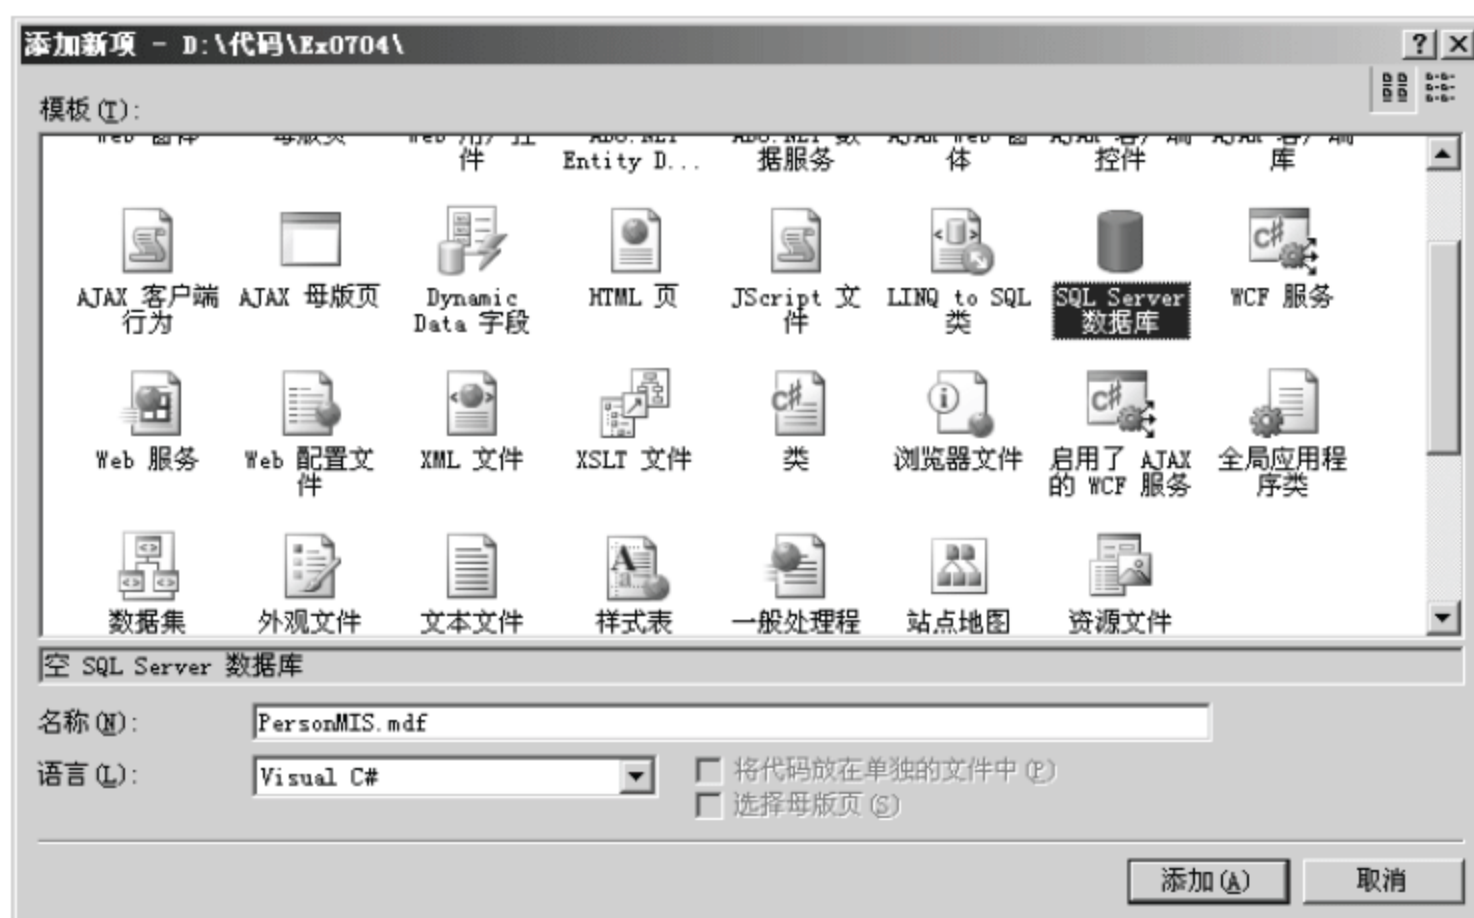 添加新项 - D:\代码\Ex0704\
模板(T):
件
Entity D...
据服务
体
控件
库
AJAX 客户端
行为
AJAX 母版页
Dynamic
Data 字段
HTML 页
JScript 文
件
LINQ to SQL
类
SQL Server
数据库
WCF 服务
Web 服务
Web 配置文
件
XML 文件
XSLT 文件
类
浏览器文件
启用了 AJAX
的 WCF 服务
全局应用程
序类
数据集
外观文件
文本文件
样式表
一般处理程
站点地图
资源文件
空 SQL Server 数据库
名称(N):
PersonMIS.mdf
语言(L):
Visual C#
将代码放在单独的文件中(P)
选择母版页(S)
添加(A)
取消